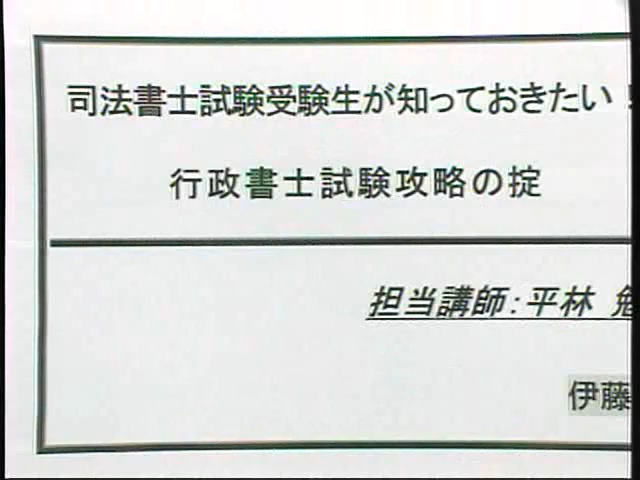 司法書士試験受験生が知っておきたい！
行政書士試験攻略の掟
担当講師：平林 勉
伊藤